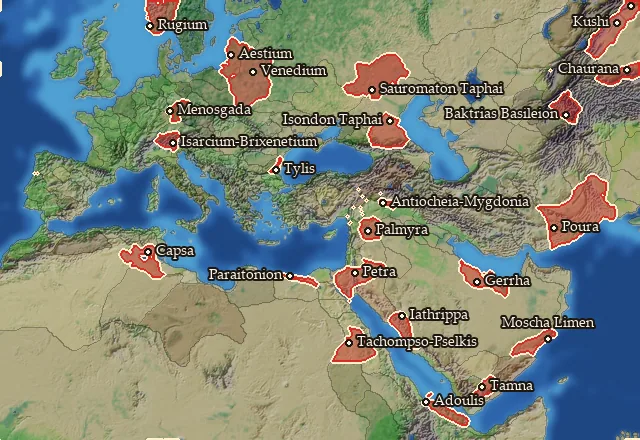 Rugium
Kushi
Aestium
Venedium
Chaurana
Sauromaton Taphai
Menosgada
Isondon Taphai
Baktrias Basileion
Isarcium-Brixenetium
Tylis
Antiocheia-Mygdonia
Palmyra
Poura
Capsa
Paraitonion
Petra
Gerrha
Iathrippa
Moscha Limen
Tachompso-Pselkis
Tamna
Adoulis